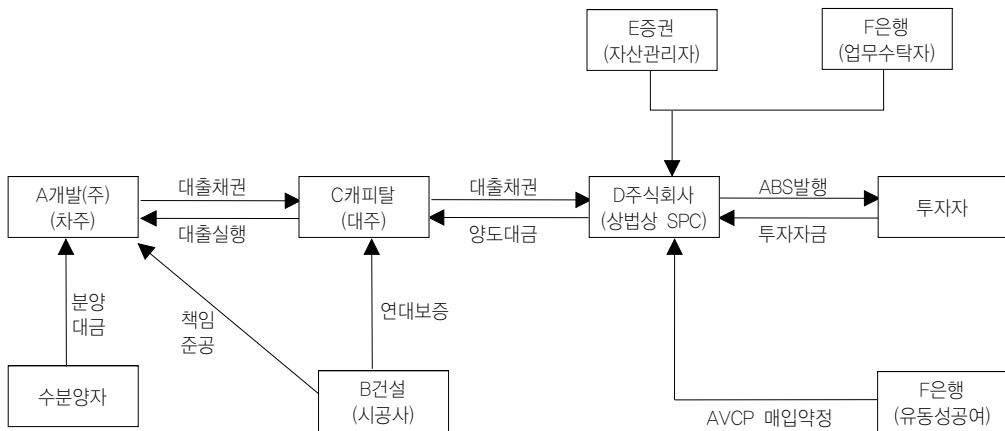 E증권
(자산관리자)
F은행
(업무수탁자)
A개발(주)
(차주)
대출채권
대출실행
C캐피탈
(대주)
대출채권
양도대금
D주식회사
(상법상 SPC)
ABS발행
투자자금
투자자
분양
대금
책임
준공
연대보증
수분양자
B건설
(시공사)
AVCP 매입약정
F은행
(유동성공여)